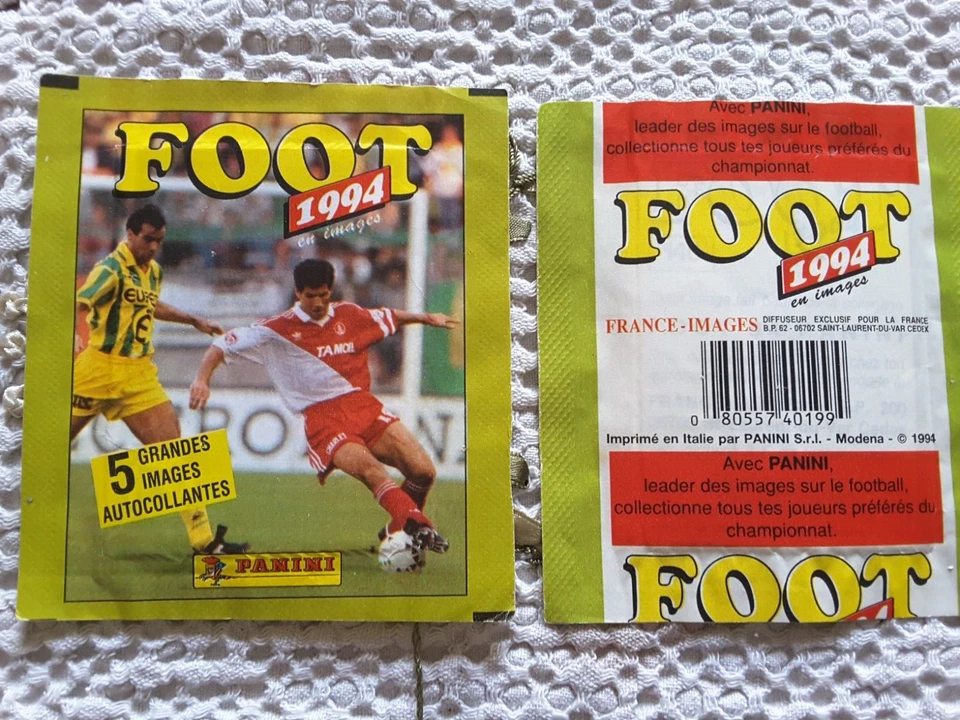 FOOT
1994
en images
TAMOIL
5 GRANDES
IMAGES
AUTOCOLLANTES
PANINI
Avec PANINI,
leader des images sur le football,
collectionne tous tes joueurs préférés du
championnat.
FOOT
1994
en images
FRANCE-IMAGES DIFFUSEUR EXCLUSIF POUR LA FRANCE
B.P. 62 - 06702 SAINT-LAURENT-DU-VAR CEDEX
0 80557 40199
Imprimé en Italie par PANINI S.r.l. - Modena - © 1994
Avec PANINI,
leader des images sur le football,
collectionne tous tes joueurs préférés du
championnat.
FOOT